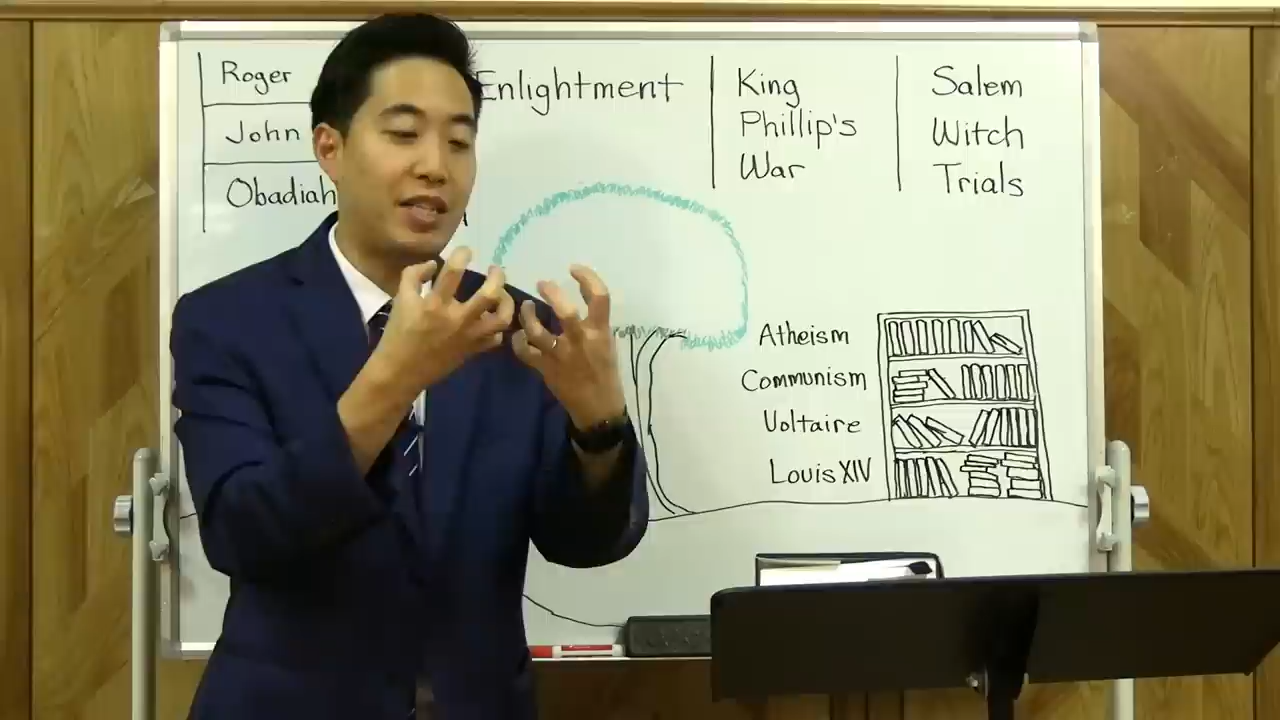 Roger
John
Obadiah
Enlightment
King
Phillip's
War
Salem
Witch
Trials
Atheism
Communism
Voltaire
Louis XIV